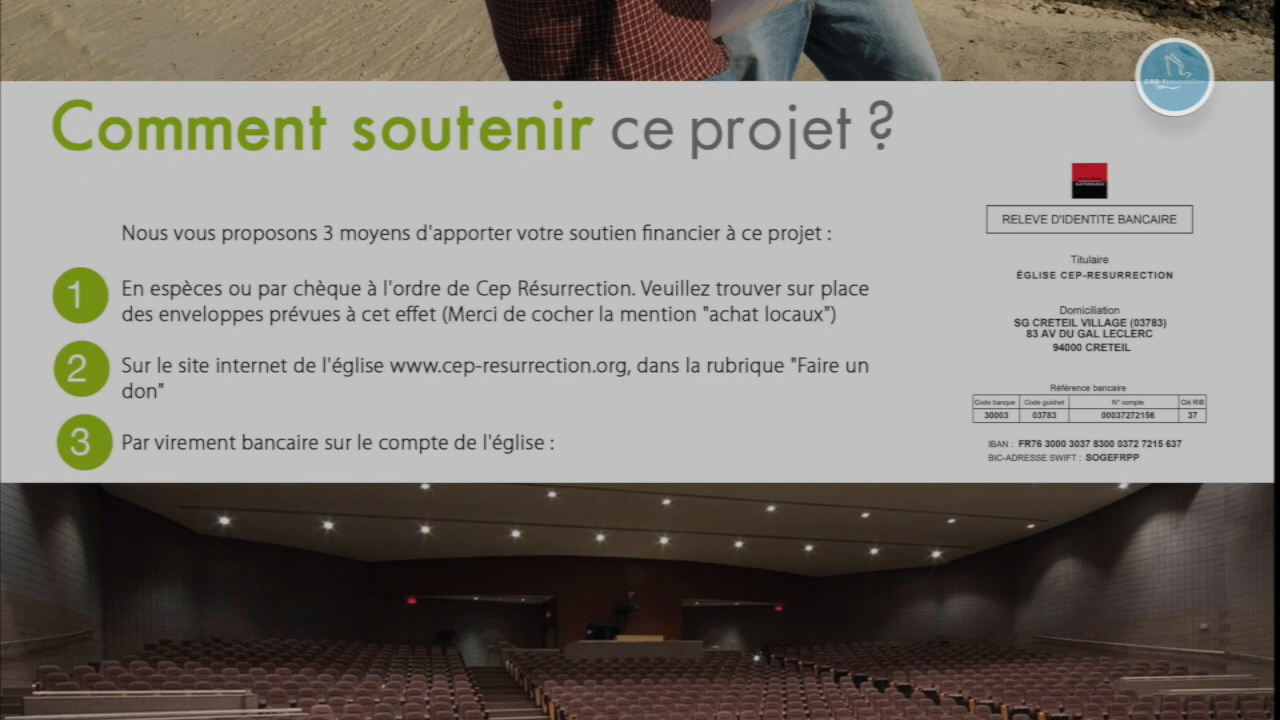 cep-Résurrection
Comment soutenir ce projet ?
Nous vous proposons 3 moyens d'apporter votre soutien financier à ce projet :
1
En espèces ou par chèque à l'ordre de Cep Résurrection. Veuillez trouver sur place
des enveloppes prévues à cet effet (Merci de cocher la mention "achat locaux")
2
Sur le site internet de l'église www.cep-resurrection.org, dans la rubrique "Faire un
don"
3
Par virement bancaire sur le compte de l'église :
RELEVE D'IDENTITE BANCAIRE
Titulaire
ÉGLISE CEP-RESURRECTION
Domiciliation
SG CRETEIL VILLAGE (03783)
83 AV DU GAL LECLERC
94000 CRETEIL
Référence bancaire
Code banque Code guichet N° compte Clé RIB
30003 03783 00037272156 37
IBAN : FR76 3000 3037 8300 0372 7215 637
BIC-ADRESSE SWIFT : SOGEFRPP